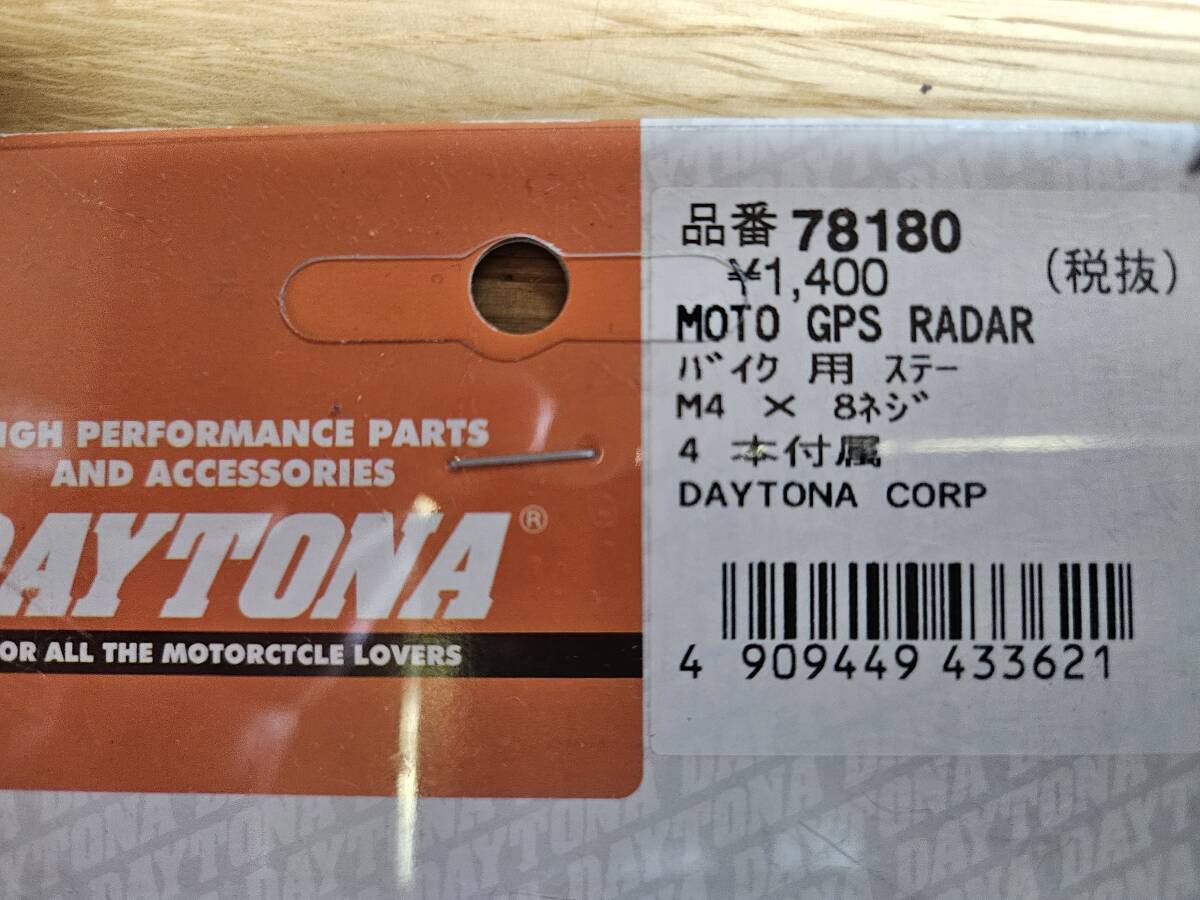 IGH PERFORMANCE PARTS
AND ACCESSORIES
DAYTONA®
OR ALL THE MOTORCTCLE LOVERS
品番 78180
¥1,400 (税抜)
MOTO GPS RADAR
ﾊﾞｲｸ 用 ｽﾃｰ
M4 × 8ﾈｼﾞ
4 本付属
DAYTONA CORP
4 909449 433621